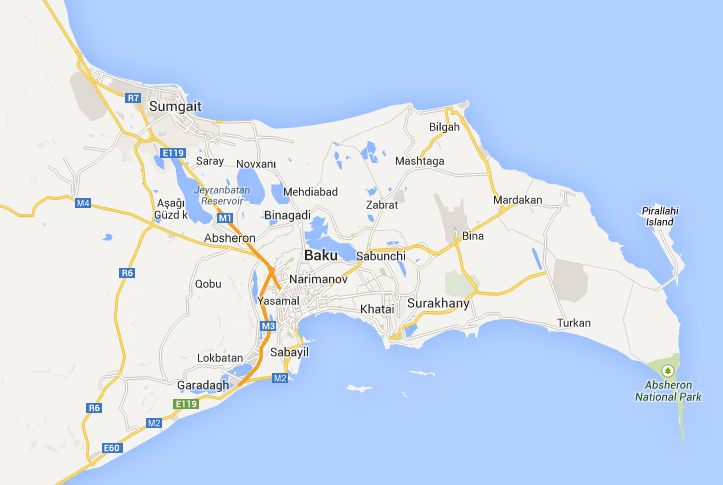 R7
Sumgait
Bilgah
E119
Saray
Novxanı
Mashtaga
Jeyranbatan
Reservoir
Mehdiabad
Aşağı
Güzd k
M4
Zabrat
Mardakan
Pirallahi
Island
M1
Binagadi
Absheron
Bina
Baku
Sabunchi
R6
Qobu
Narimanov
Yasamal
Khatai
Surakhany
M3
Turkan
Lokbatan
Sabayil
Garadagh
M2
Absheron
National Park
R6
E119
M2
E60